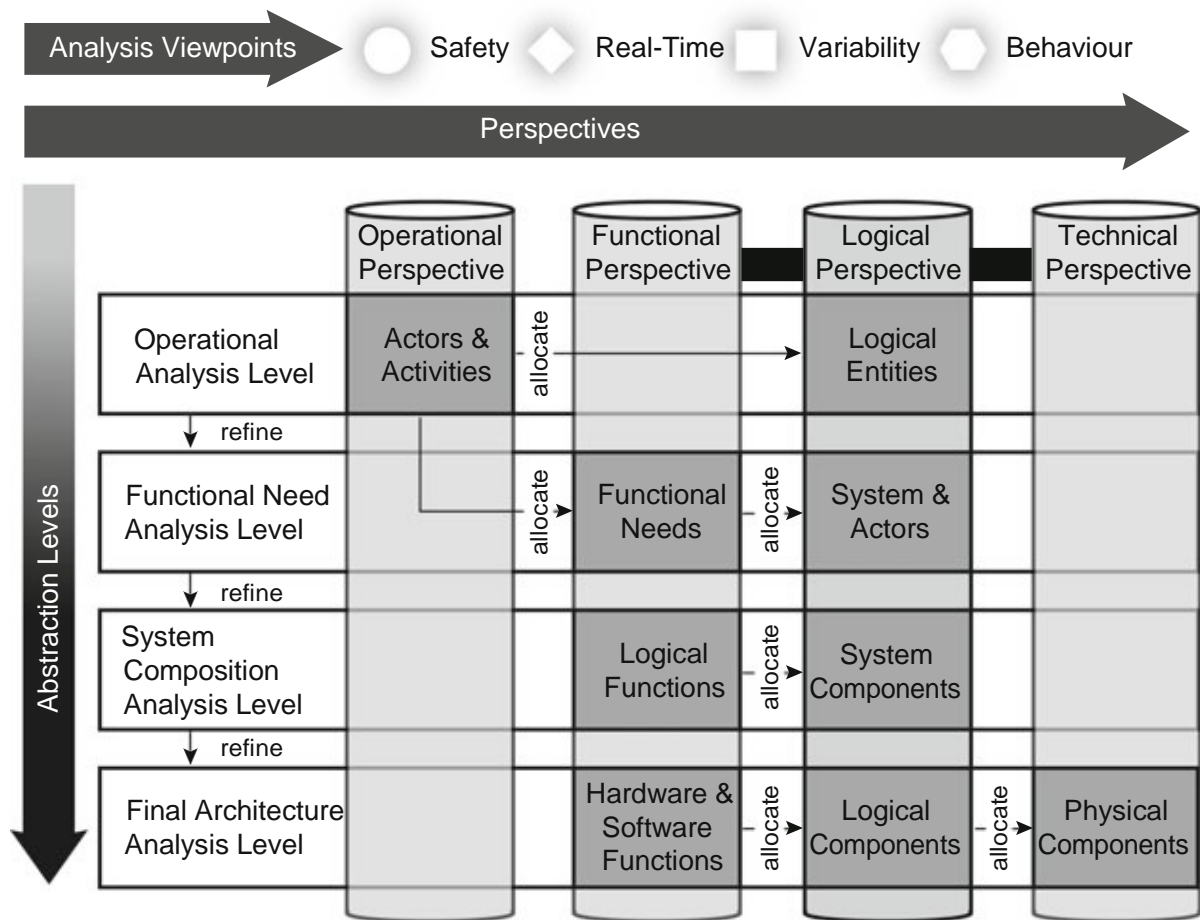 Analysis Viewpoints
Safety
Real-Time
Variability
Behaviour
Perspectives
Abstraction Levels
Operational
Perspective
Functional
Perspective
Logical
Perspective
Technical
Perspective
Operational
Analysis Level
Actors &
Activities
allocate
Logical
Entities
refine
Functional Need
Analysis Level
allocate
Functional
Needs
allocate
System &
Actors
refine
System
Composition
Analysis Level
Logical
Functions
allocate
System
Components
refine
Final Architecture
Analysis Level
Hardware &
Software
Functions
allocate
Logical
Components
allocate
Physical
Components